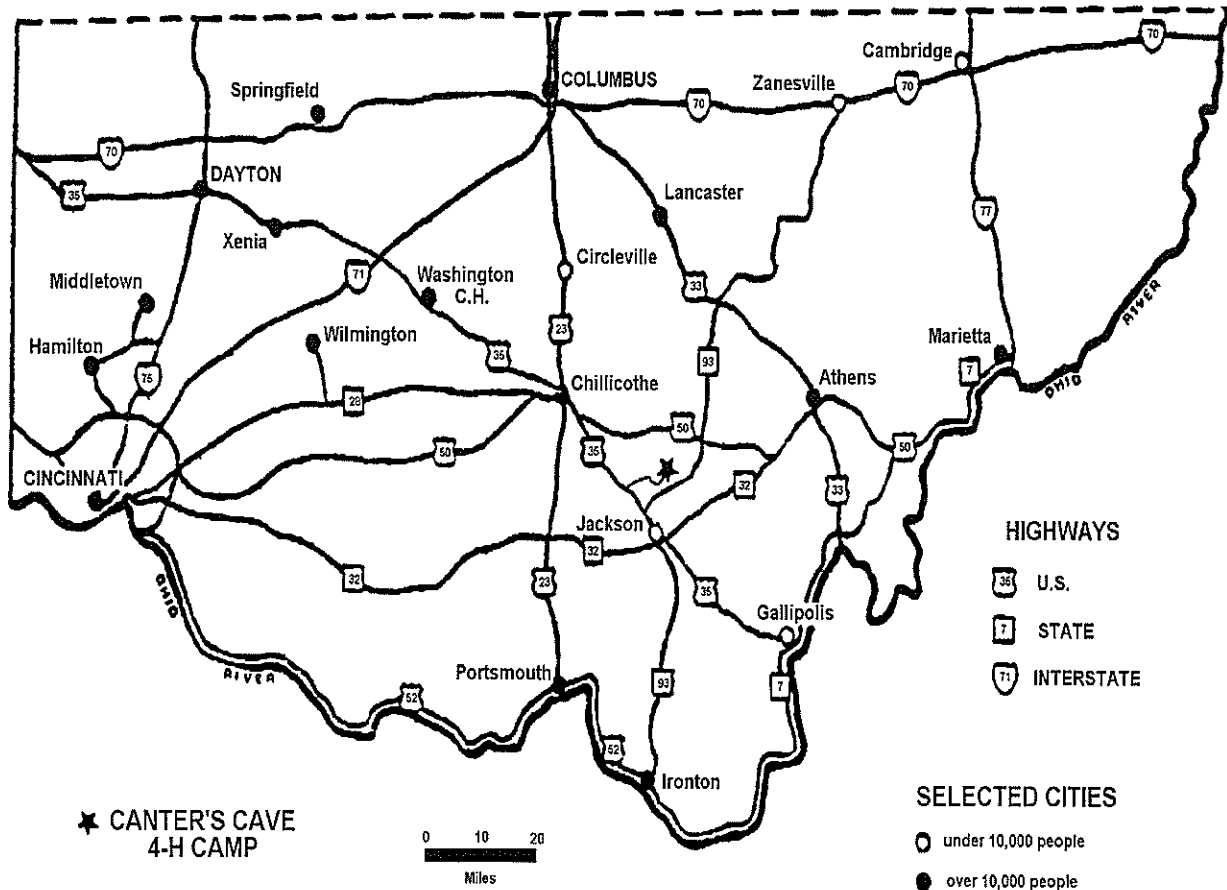 70
Cambridge
COLUMBUS
Zanesville
Springfield
70
70
70
DAYTON
35
Lancaster
Xenia
77
Circleville
Middletown
71
Washington
C.H.
33
RIVER
Wilmington
23
Hamilton
35
93
Marietta
7
75
Chillicothe
Athens
OHIO
28
50
50
50
35
CINCINNATI
32
33
Jackson
HIGHWAYS
32
32
23
35
35
U.S.
OHIO
Gallipolis
7
STATE
RIVER
Portsmouth
93
7
71
INTERSTATE
52
52
Ironton
SELECTED CITIES
CANTER'S CAVE
4-H CAMP
0 10 20
under 10,000 people
Miles
over 10,000 people